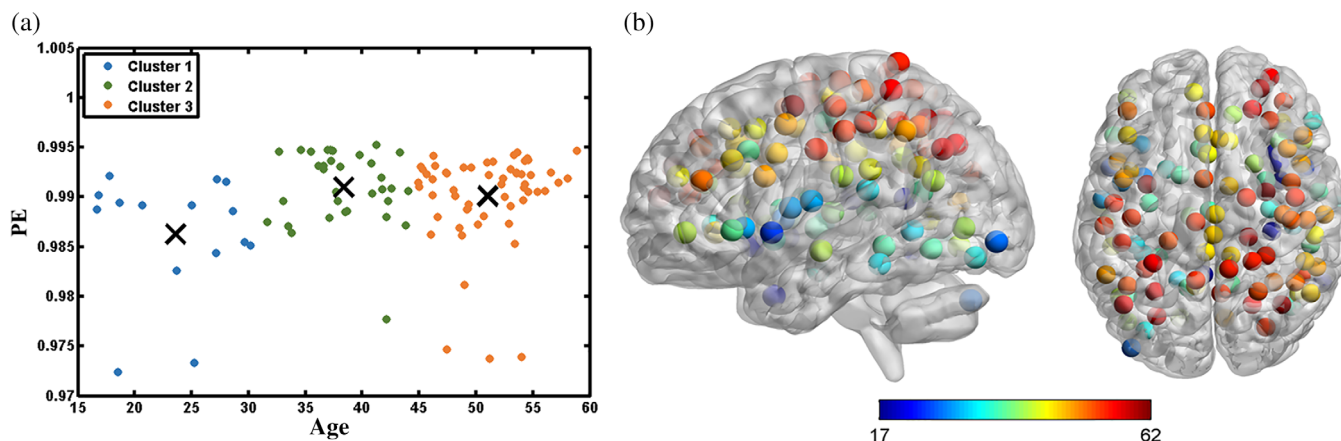 (a)
(b)
1.005
1
0.995
0.99
0.985
0.98
0.975
0.97
PE
Cluster 1
Cluster 2
Cluster 3
15 20 25 30 35 40 45 50 55 60
Age
17 62